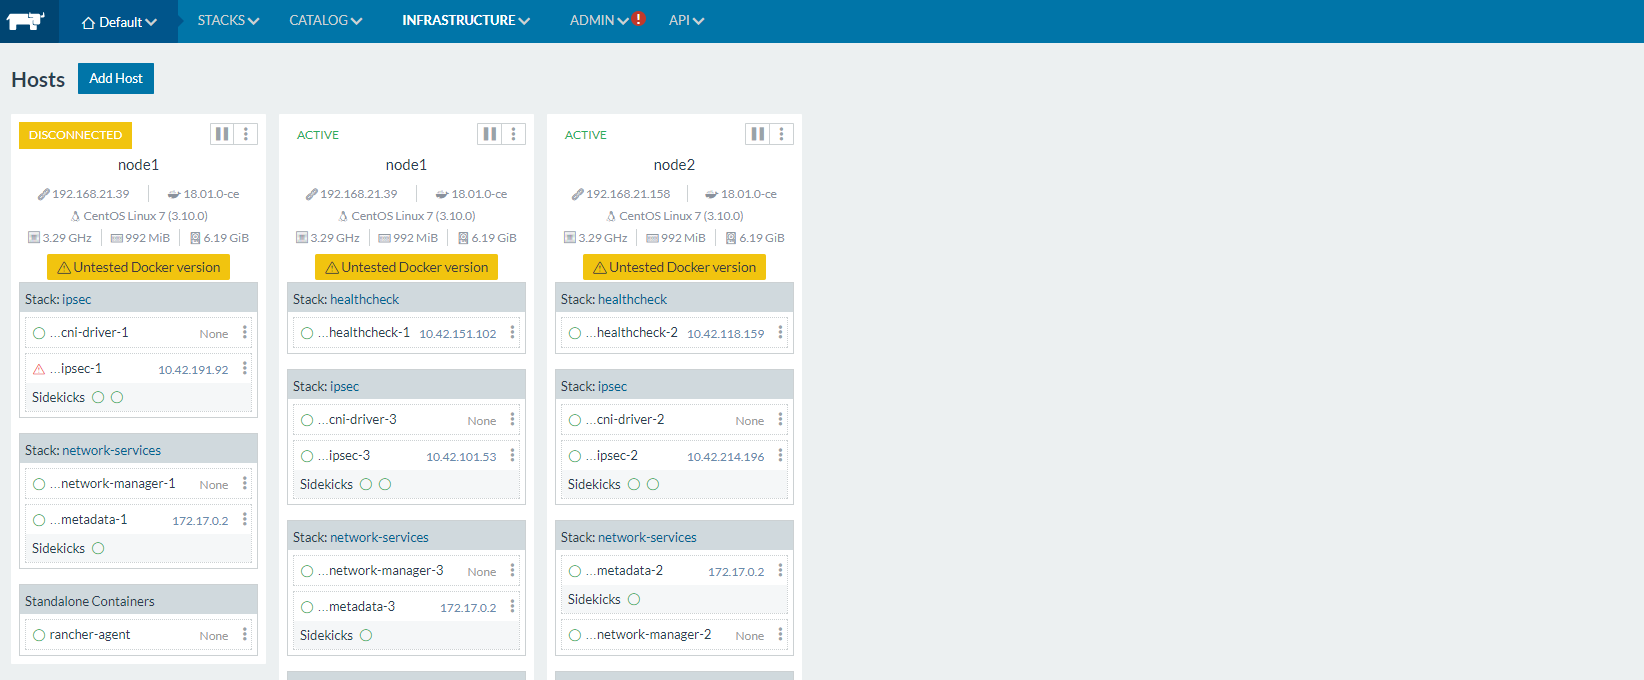 Default STACKS CATALOG INFRASTRUCTURE ADMIN ! API
Hosts Add Host
DISCONNECTED
node1
192.168.21.39 18.01.0-ce
CentOS Linux 7 (3.10.0)
3.29 GHz 992 MiB 6.19 GiB
Untested Docker version
Stack: ipsec
...cni-driver-1 None
...ipsec-1 10.42.191.92
Sidekicks
Stack: network-services
...network-manager-1 None
...metadata-1 172.17.0.2
Sidekicks
Standalone Containers
rancher-agent None
ACTIVE
node1
192.168.21.39 18.01.0-ce
CentOS Linux 7 (3.10.0)
3.29 GHz 992 MiB 6.19 GiB
Untested Docker version
Stack: healthcheck
...healthcheck-1 10.42.151.102
Stack: ipsec
...cni-driver-3 None
...ipsec-3 10.42.101.53
Sidekicks
Stack: network-services
...network-manager-3 None
...metadata-3 172.17.0.2
Sidekicks
ACTIVE
node2
192.168.21.158 18.01.0-ce
CentOS Linux 7 (3.10.0)
3.29 GHz 992 MiB 6.19 GiB
Untested Docker version
Stack: healthcheck
...healthcheck-2 10.42.118.159
Stack: ipsec
...cni-driver-2 None
...ipsec-2 10.42.214.196
Sidekicks
Stack: network-services
...metadata-2 172.17.0.2
Sidekicks
...network-manager-2 None